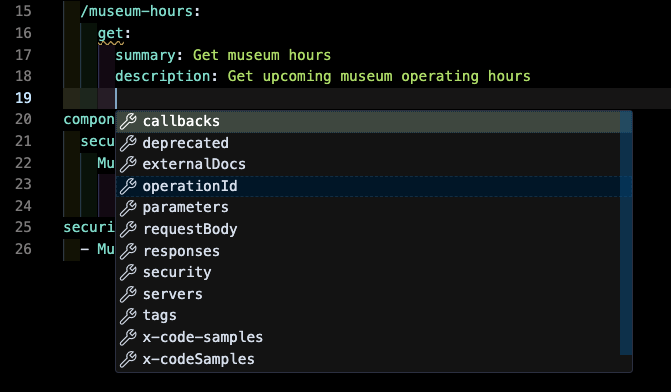 15 /museum-hours:
16 get:
17 summary: Get museum hours
18 description: Get upcoming museum operating hours
19
20 compon
21 secu
22 Mu
23
24
25 securi
26 - Mu
callbacks
deprecated
externalDocs
operationId
parameters
requestBody
responses
security
servers
tags
x-code-samples
x-codeSamples